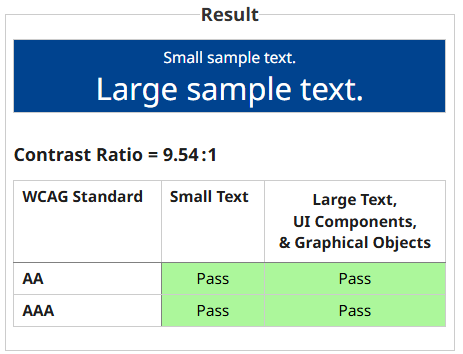 Result
Small sample text.
Large sample text.
Contrast Ratio = 9.54:1
WCAG Standard
Small Text
Large Text,
UI Components,
& Graphical Objects
AA Pass Pass
AAA Pass Pass